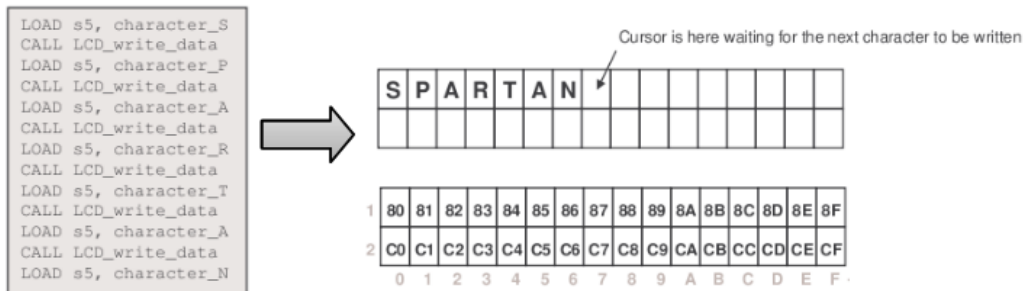 LOAD s5, character_S
CALL LCD_write_data
LOAD s5, character_P
CALL LCD_write_data
LOAD s5, character_A
CALL LCD_write_data
LOAD s5, character_R
CALL LCD_write_data
LOAD s5, character_T
CALL LCD_write_data
LOAD s5, character_A
CALL LCD_write_data
LOAD s5, character_N
Cursor is here waiting for the next character to be written
S P A R T A N
1 80 81 82 83 84 85 86 87 88 89 8A 8B 8C 8D 8E 8F
2 C0 C1 C2 C3 C4 C5 C6 C7 C8 C9 CA CB CC CD CE CF
0 1 2 3 4 5 6 7 8 9 A B C D E F